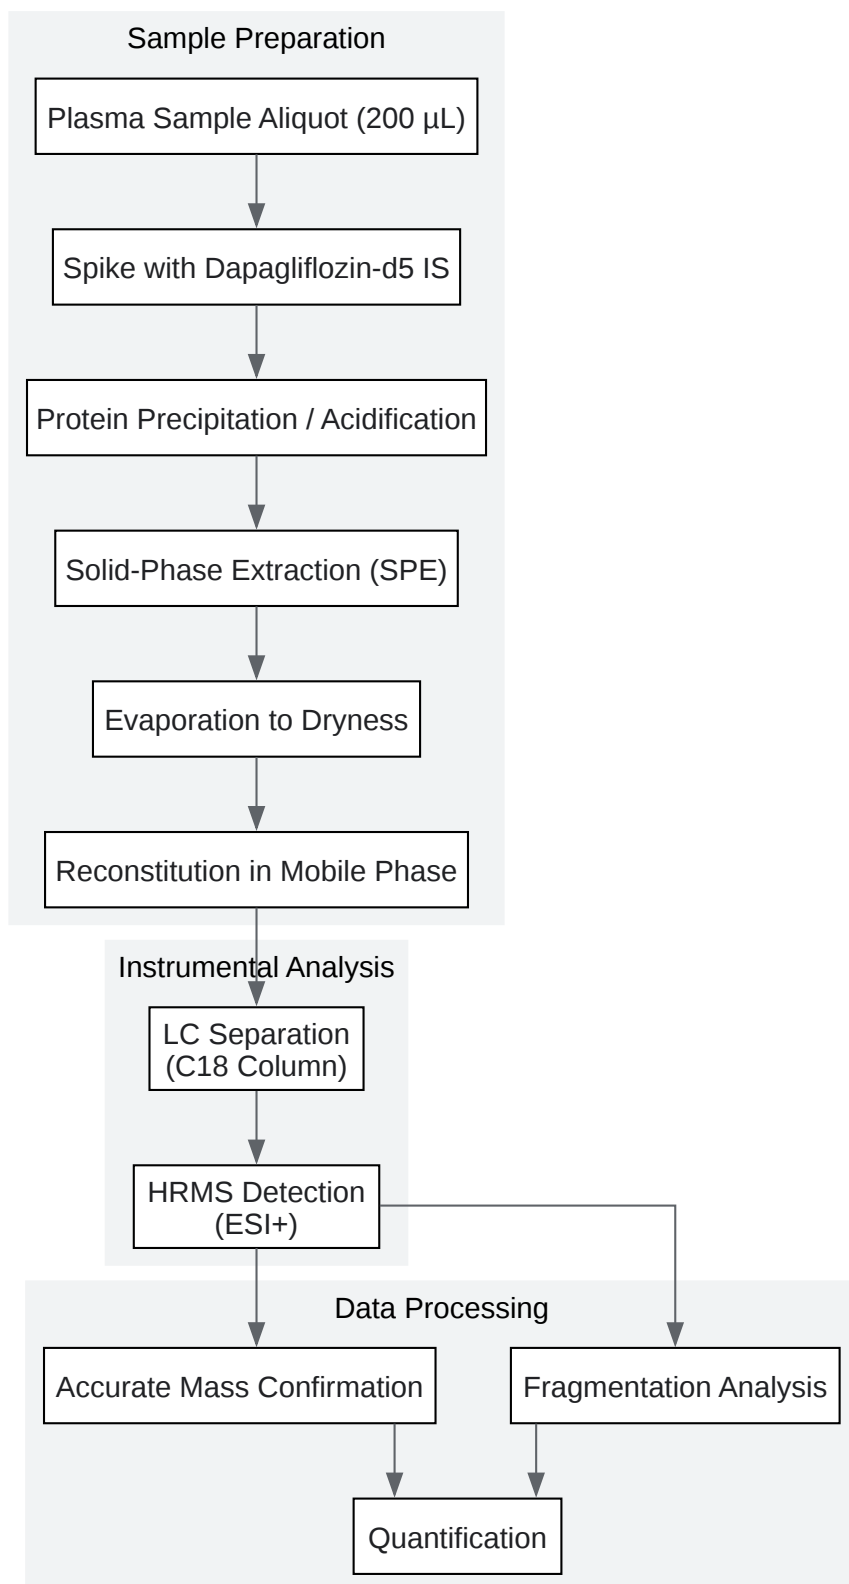 Sample Preparation
Plasma Sample Aliquot (200 µL)
Spike with Dapagliflozin-d5 IS
Protein Precipitation / Acidification
Solid-Phase Extraction (SPE)
Evaporation to Dryness
Reconstitution in Mobile Phase
Instrumental Analysis
LC Separation
(C18 Column)
HRMS Detection
(ESI+)
Data Processing
Accurate Mass Confirmation
Fragmentation Analysis
Quantification